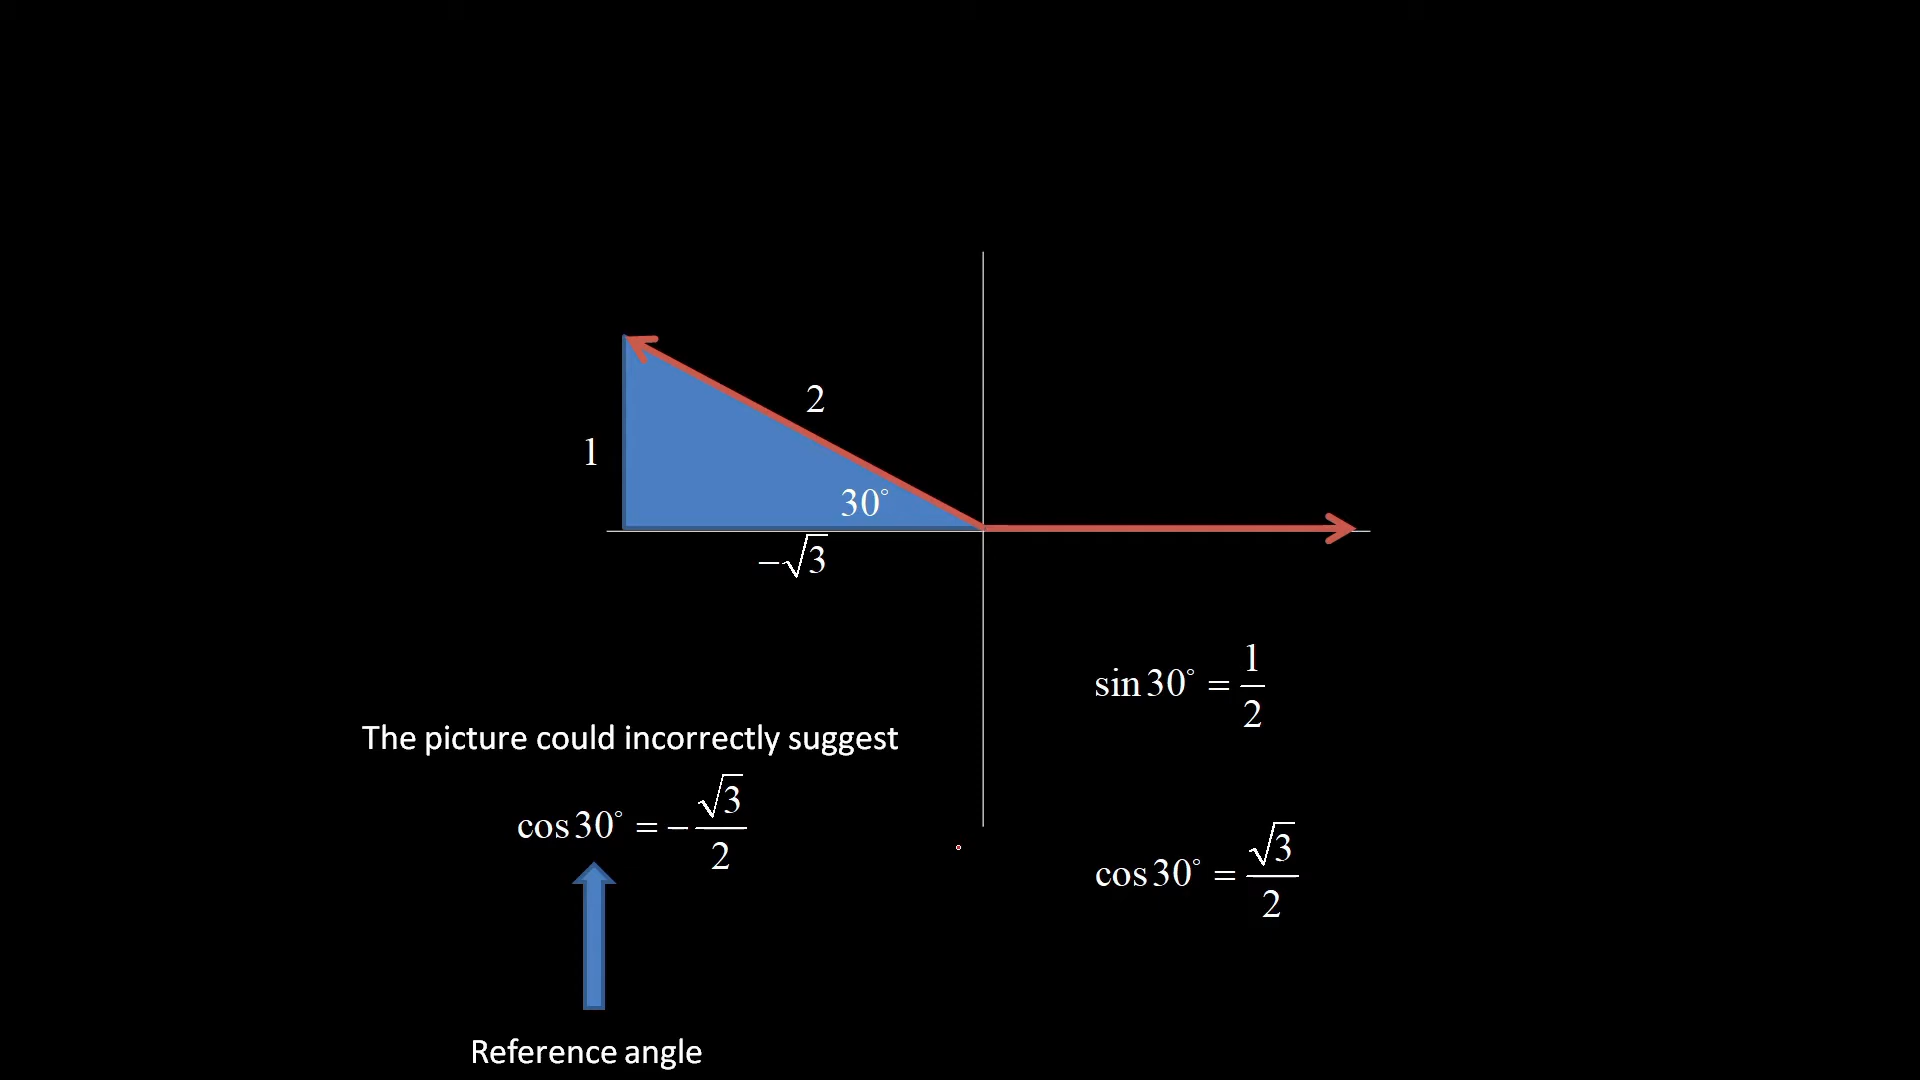 2
1
30°
−√3
sin 30° = 1/2
The picture could incorrectly suggest
cos 30° = −√3/2
cos 30° = √3/2
Reference angle